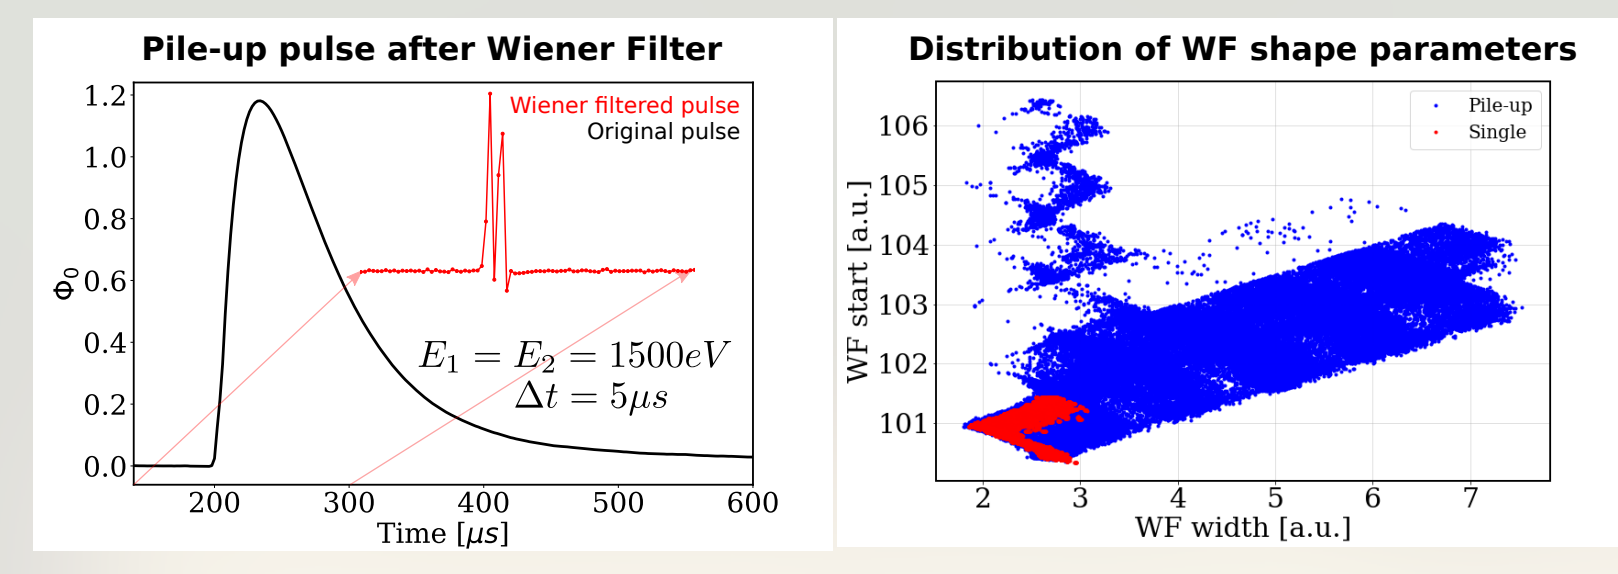 Pile-up pulse after Wiener Filter
1.2
1.0
0.8
0.6
0.4
0.2
0.0
Φ₀
Wiener filtered pulse
Original pulse
E₁ = E₂ = 1500eV
Δt = 5μs
200 300 400 500 600
Time [μs]
Distribution of WF shape parameters
106
105
104
103
102
101
WF start [a.u.]
Pile-up
Single
2 3 4 5 6 7
WF width [a.u.]